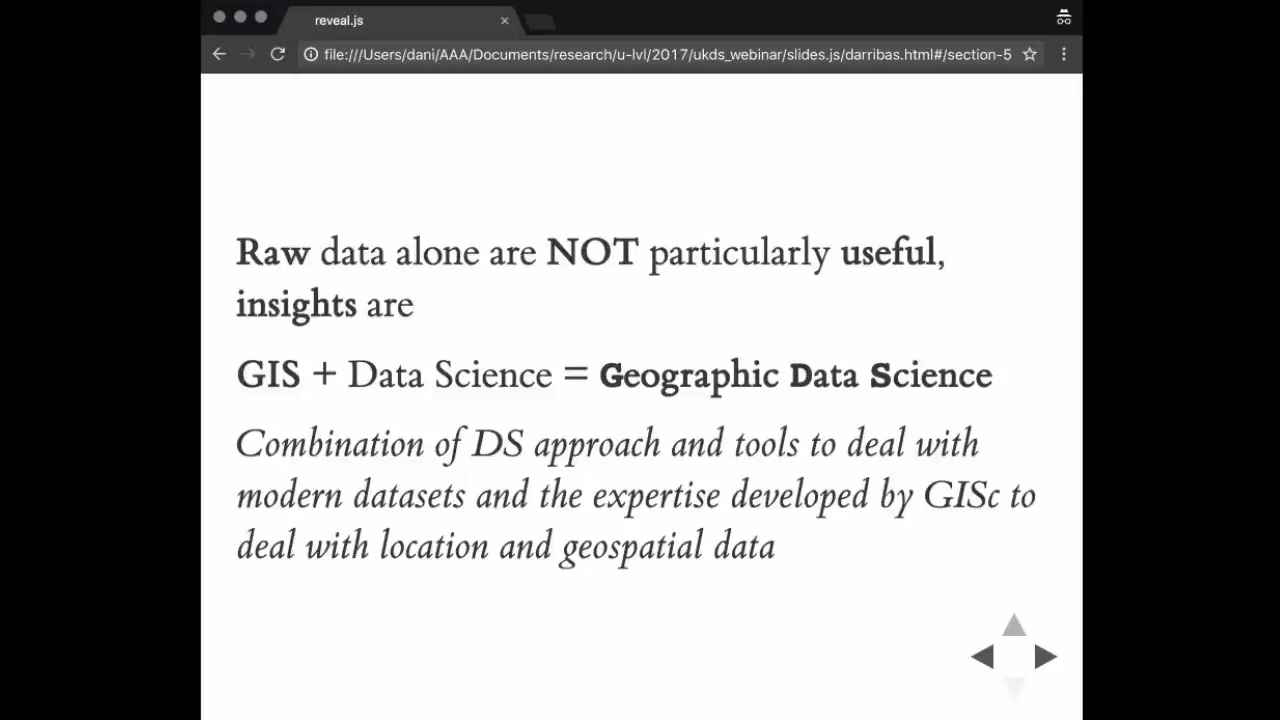 reveal.js
file:///Users/dani/AAA/Documents/research/u-lvl/2017/ukds_webinar/slides.js/darribas.html#/section-5
Raw data alone are NOT particularly useful,
insights are
GIS + Data Science = Geographic Data Science
Combination of DS approach and tools to deal with
modern datasets and the expertise developed by GISc to
deal with location and geospatial data